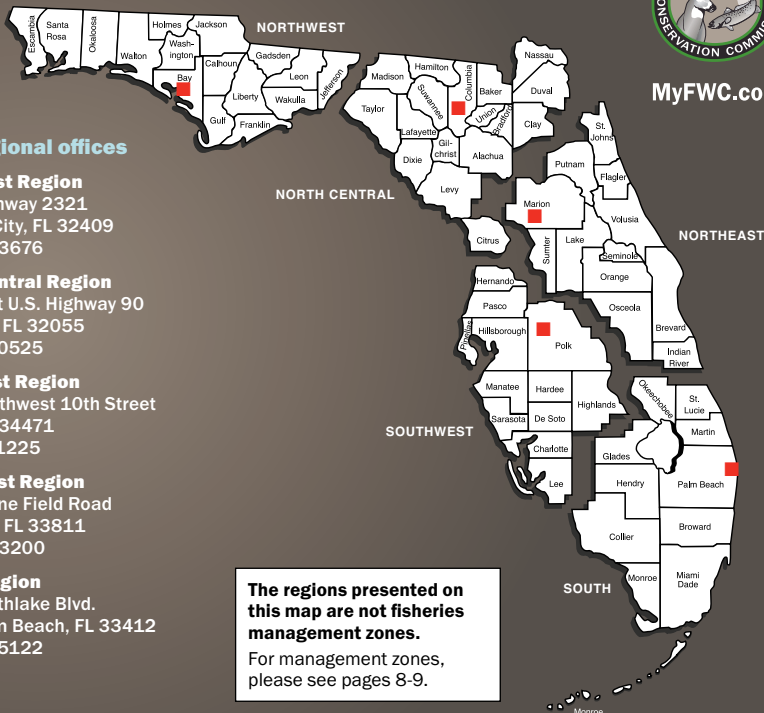 CONSERVATION COMMIS
MyFWC.co
gional offices
st Region
hway 2321
City, FL 32409
3676
ntral Region
t U.S. Highway 90
FL 32055
0525
st Region
thwest 10th Street
34471
1225
st Region
ne Field Road
FL 33811
3200
gion
thlake Blvd.
n Beach, FL 33412
5122
NORTHWEST
Escambia
Santa
Rosa
Okaloosa
Walton
Holmes
Jackson
Wash-
ington
Bay
Calhoun
Gulf
Liberty
Gadsden
Franklin
Leon
Wakulla
Jefferson
NORTH CENTRAL
Madison
Taylor
Hamilton
Suwannee
Lafayette
Dixie
Columbia
Baker
Union
Bradford
Gil-
christ
Alachua
Levy
Citrus
NORTHEAST
Nassau
Duval
Clay
St.
Johns
Putnam
Flagler
Marion
Volusia
Sumter
Lake
Seminole
Orange
Osceola
Brevard
Indian
River
SOUTHWEST
Hernando
Pasco
Pinellas
Hillsborough
Polk
Manatee
Hardee
Highlands
Sarasota
De Soto
Charlotte
Lee
SOUTH
Okeechobee
St.
Lucie
Martin
Glades
Hendry
Palm Beach
Broward
Collier
Monroe
Miami
Dade
Monroe
The regions presented on
this map are not fisheries
management zones.
For management zones,
please see pages 8-9.